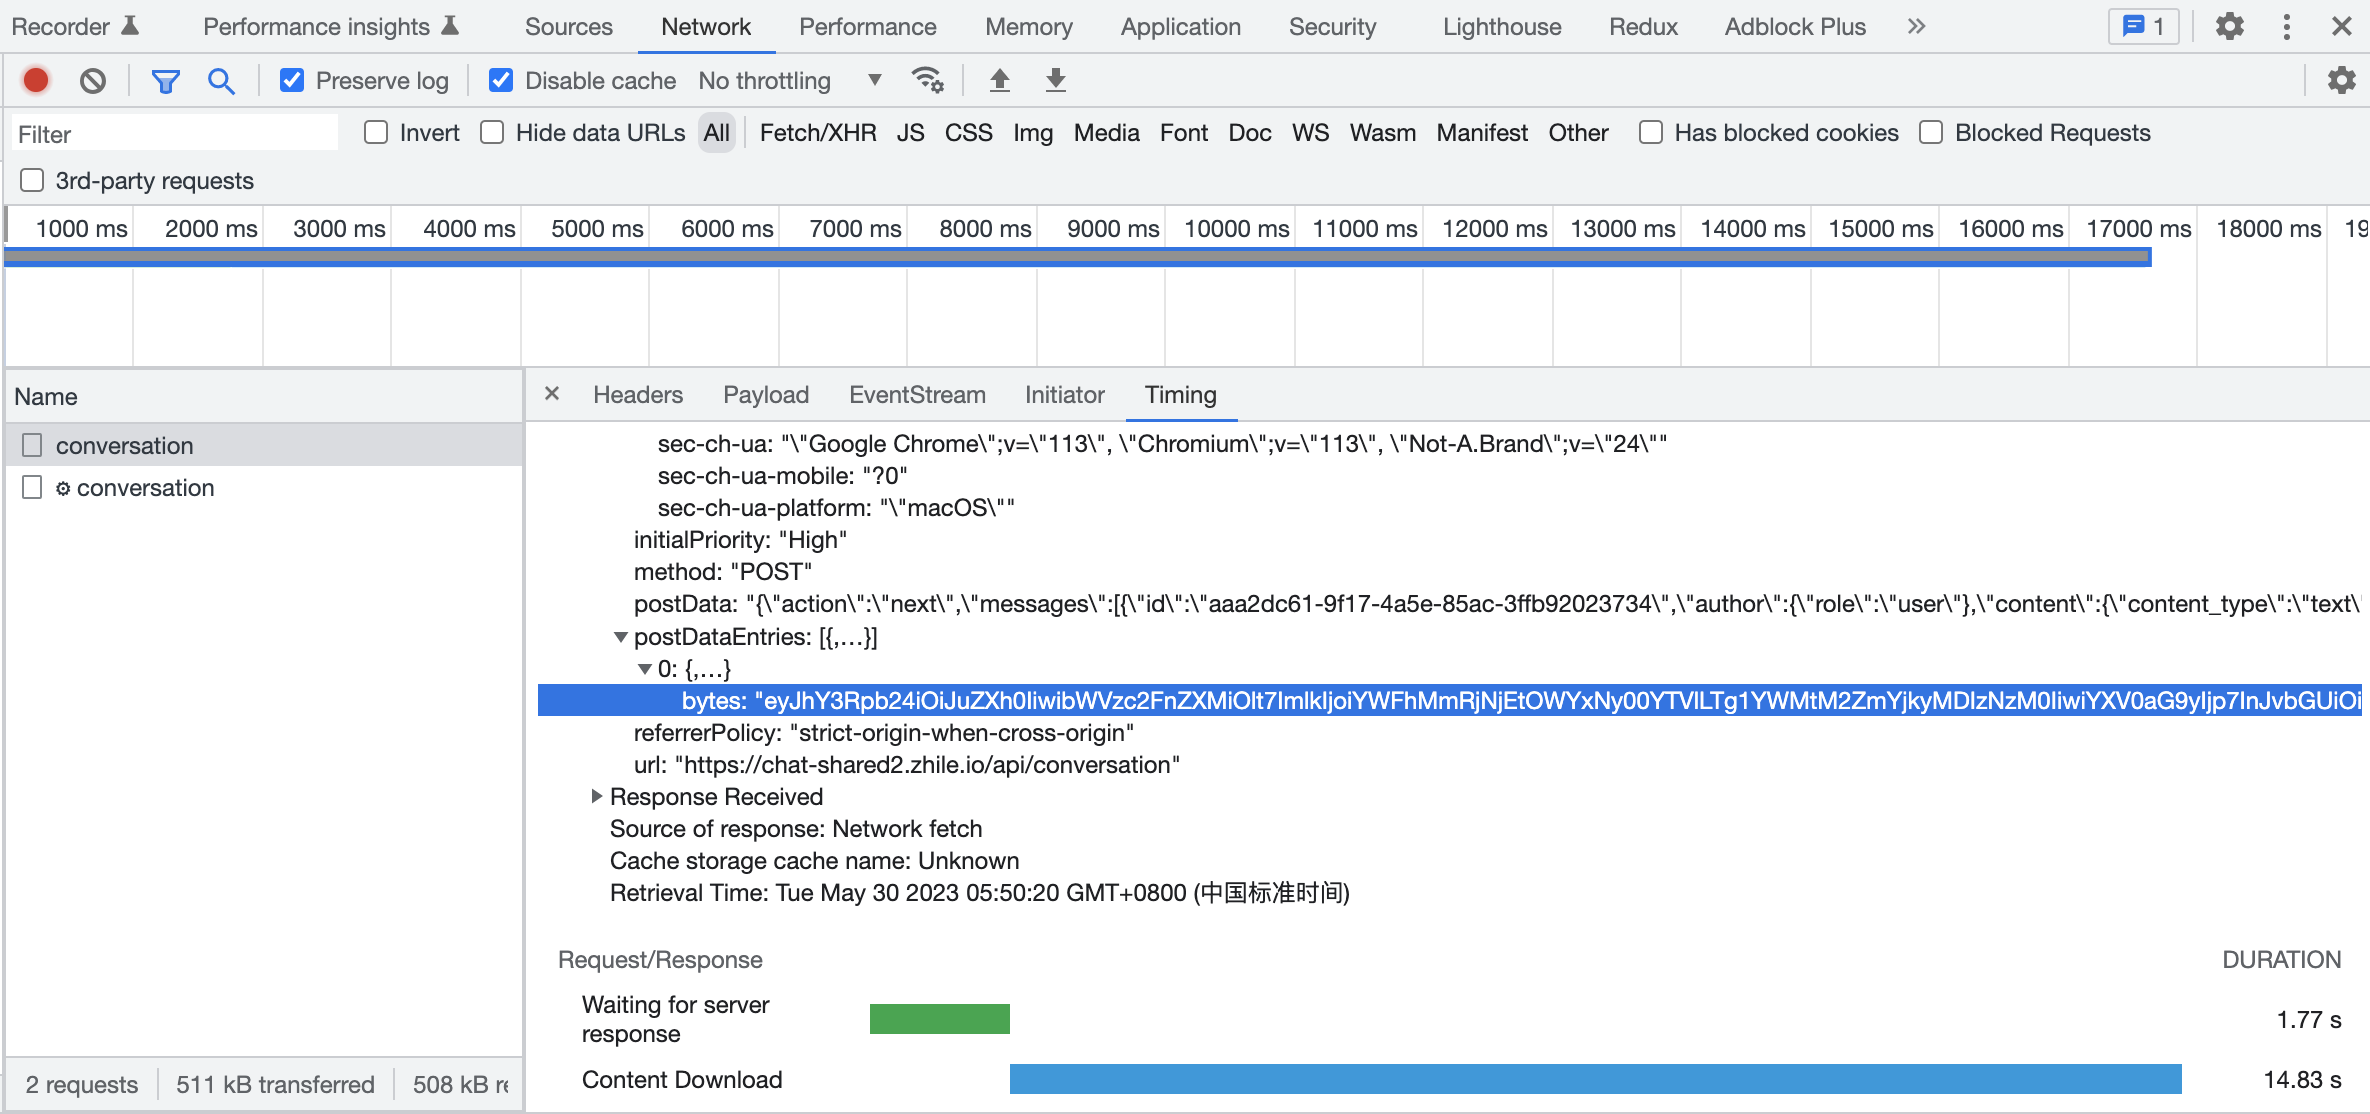 Recorder Performance insights Sources Network Performance Memory Application Security Lighthouse Redux Adblock Plus 1
Preserve log Disable cache No throttling
Filter Invert Hide data URLs All Fetch/XHR JS CSS Img Media Font Doc WS Wasm Manifest Other Has blocked cookies Blocked Requests
3rd-party requests
1000 ms 2000 ms 3000 ms 4000 ms 5000 ms 6000 ms 7000 ms 8000 ms 9000 ms 10000 ms 11000 ms 12000 ms 13000 ms 14000 ms 15000 ms 16000 ms 17000 ms 18000 ms 19
Name
conversation
conversation
2 requests 511 kB transferred 508 kB re
Headers Payload EventStream Initiator Timing
sec-ch-ua: "\"Google Chrome\";v=\"113\", \"Chromium\";v=\"113\", \"Not-A.Brand\";v=\"24\""
sec-ch-ua-mobile: "?0"
sec-ch-ua-platform: "\"macOS\""
initialPriority: "High"
method: "POST"
postData: "{\"action\":\"next\",\"messages\":[{\"id\":\"aaa2dc61-9f17-4a5e-85ac-3ffb92023734\",\"author\":{\"role\":\"user\"},\"content\":{\"content_type\":\"text\"
postDataEntries: [{,…}]
0: {,…}
bytes: "eyJhY3Rpb24iOiJuZXh0IiwibWVzc2FnZXMiOlt7ImlkIjoiYWFhMmRjNjEtOWYxNy00YTVlLTg1YWMtM2ZmYjkyMDIzNzM0IiwiYXV0aG9yIjp7InJvbGUiOi
referrerPolicy: "strict-origin-when-cross-origin"
url: "https://chat-shared2.zhile.io/api/conversation"
Response Received
Source of response: Network fetch
Cache storage cache name: Unknown
Retrieval Time: Tue May 30 2023 05:50:20 GMT+0800 (中国标准时间)
Request/Response DURATION
Waiting for server
response 1.77 s
Content Download 14.83 s